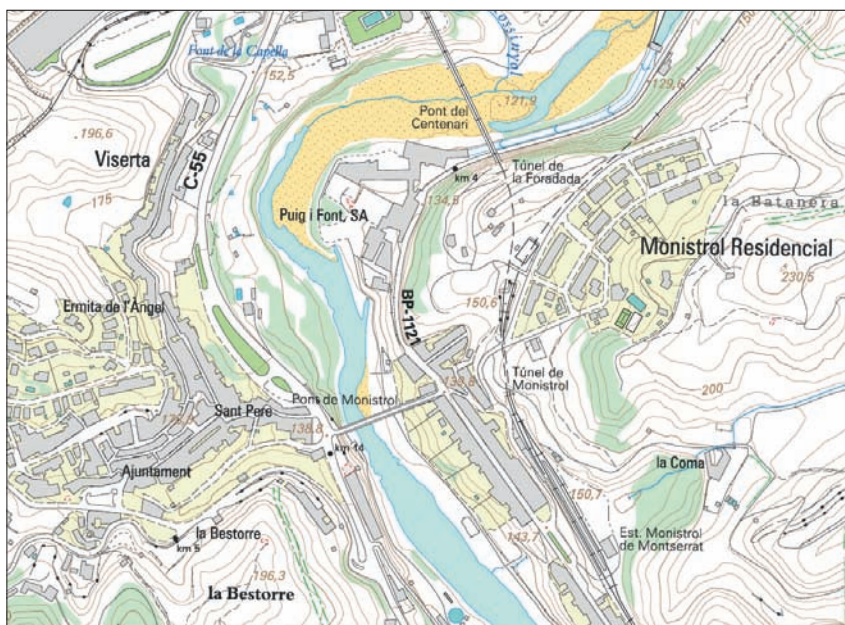 Font de la Capella
152,5
196,6
Viserta
C-55
175
Pont del
Centenari
121,9
129,6
km 4
134,8
Túnel de
la Foradada
Puig i Font, SA
la Batanera
Monistrol Residencial
230,5
Ermita de l'Àngel
BP-1121
150,6
Túnel de
Monistrol
200
Pons de Monistrol
Sant Pere
138,8
km 14
Ajuntament
la Coma
150,7
143,7
Est. Monistrol
de Montserrat
la Bestorre
km 5
196,3
la Bestorre